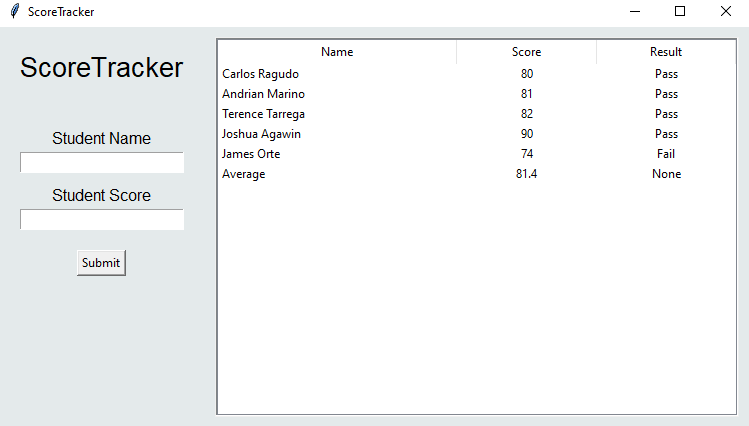 ScoreTracker
ScoreTracker
Student Name
Student Score
Submit
Name Score Result
Carlos Ragudo 80 Pass
Andrian Marino 81 Pass
Terence Tarrega 82 Pass
Joshua Agawin 90 Pass
James Orte 74 Fail
Average 81.4 None